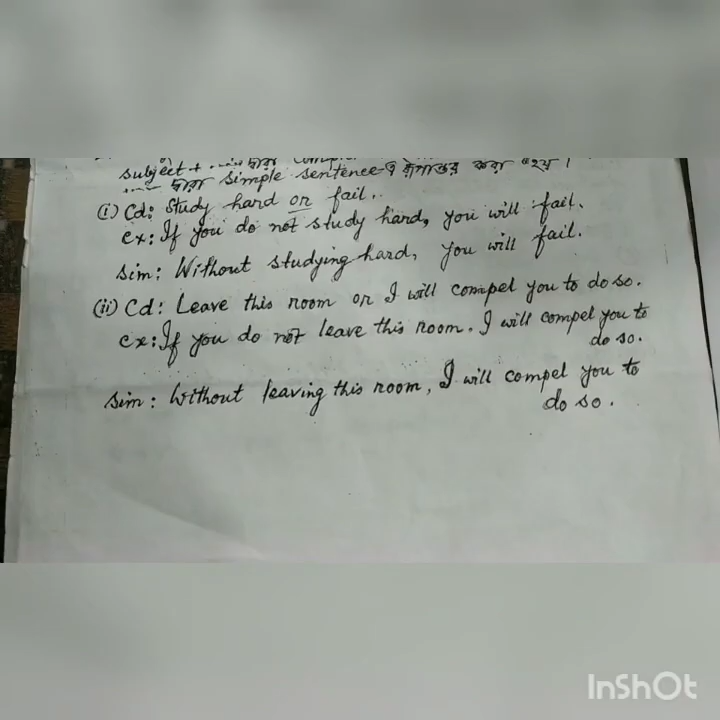 subject +
দ্বারা simple sentence-এ রূপান্তর করা হয়।
(i) Cd: Study hard or fail.
Cx: If you do not study hard, you will fail.
Sim: Without studying hard, you will fail.
(ii) Cd: Leave this room or I will compel you to do so.
Cx: If you do not leave this room. I will compel you to
do so.
Sim: Without leaving this room, I will compel you to
do so.
InShOt